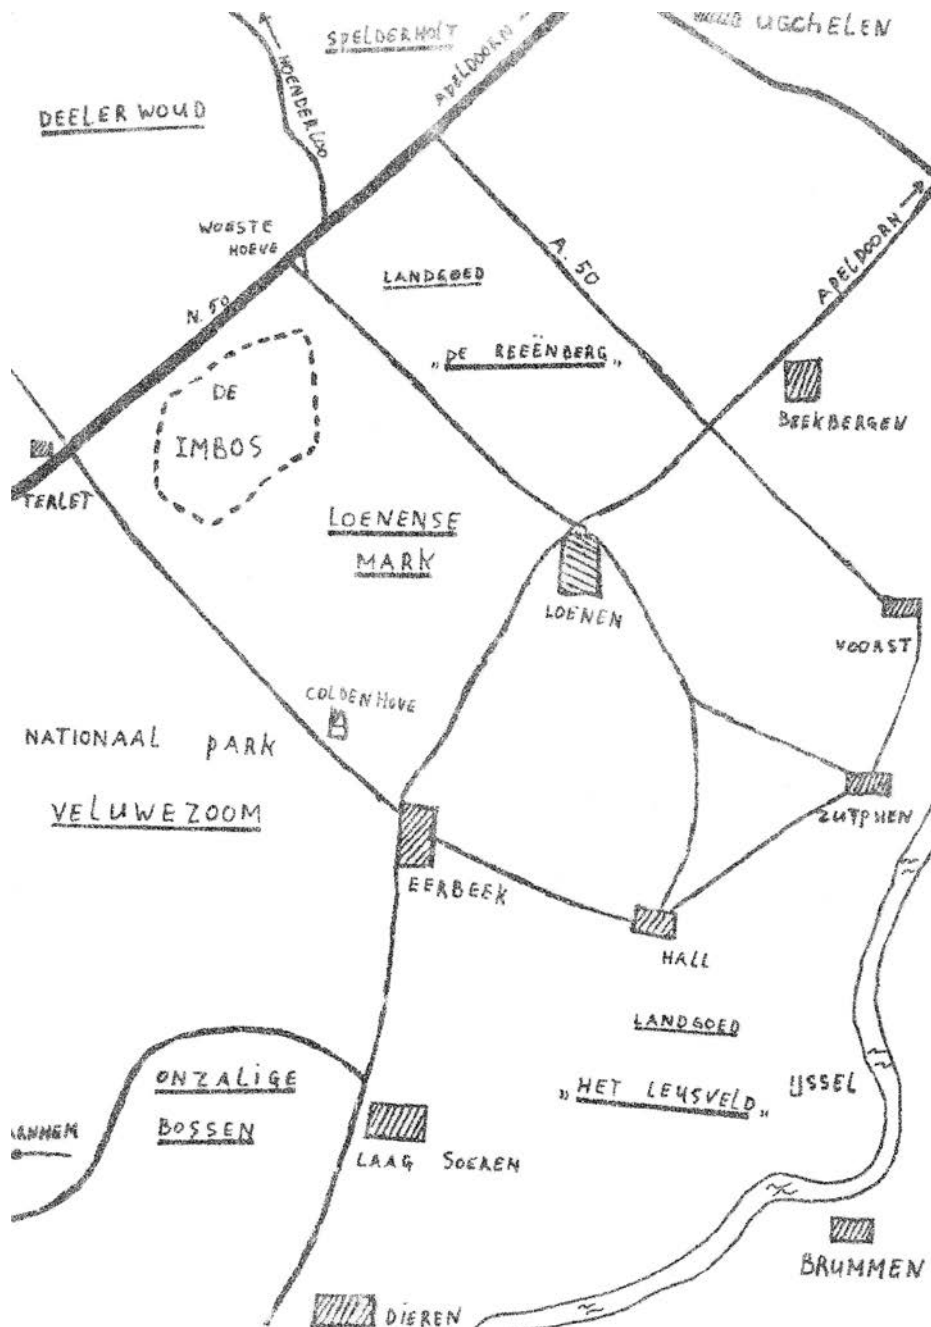 UGCHELEN
SPELDERHOLT
APELDOORN
HOENDERLOO
DEELER WOUD
WOESTE
HOEVE
LANDGOED
A. 50
APELDOORN
N. 50
„DE REEËNBERG„
DE
IMBOS
BEEKBERGEN
TERLET
LOENENSE
MARK
LOENEN
VOORST
COLDENHOVE
NATIONAAL PARK
VELUWEZOOM
ZUTPHEN
EERBEEK
HALL
LANDGOED
ONZALIGE
BOSSEN
„HET LEUSVELD„
IJSSEL
ARNHEM
LAAG SOEREN
BRUMMEN
DIEREN